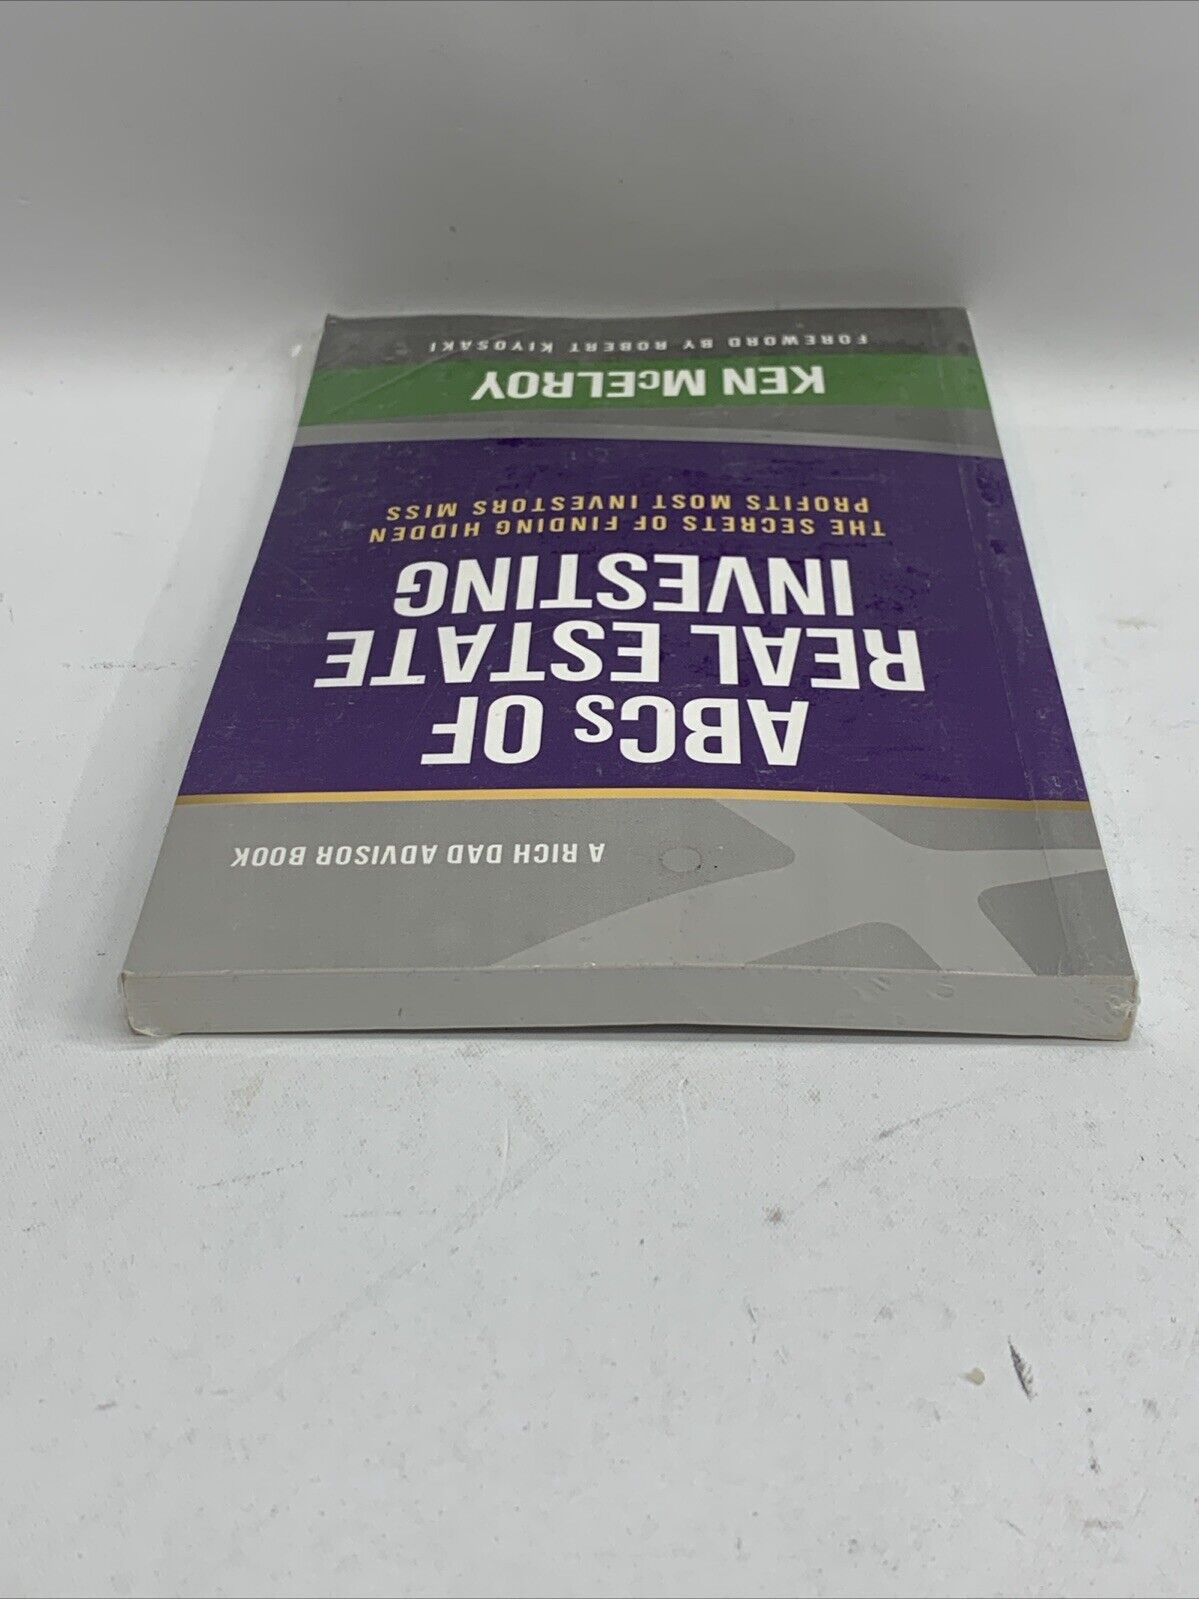 A RICH DAD ADVISOR BOOK
ABCs OF
REAL ESTATE
INVESTING
THE SECRETS OF FINDING HIDDEN
PROFITS MOST INVESTORS MISS
KEN McELROY
FOREWORD BY ROBERT KIYOSAKI